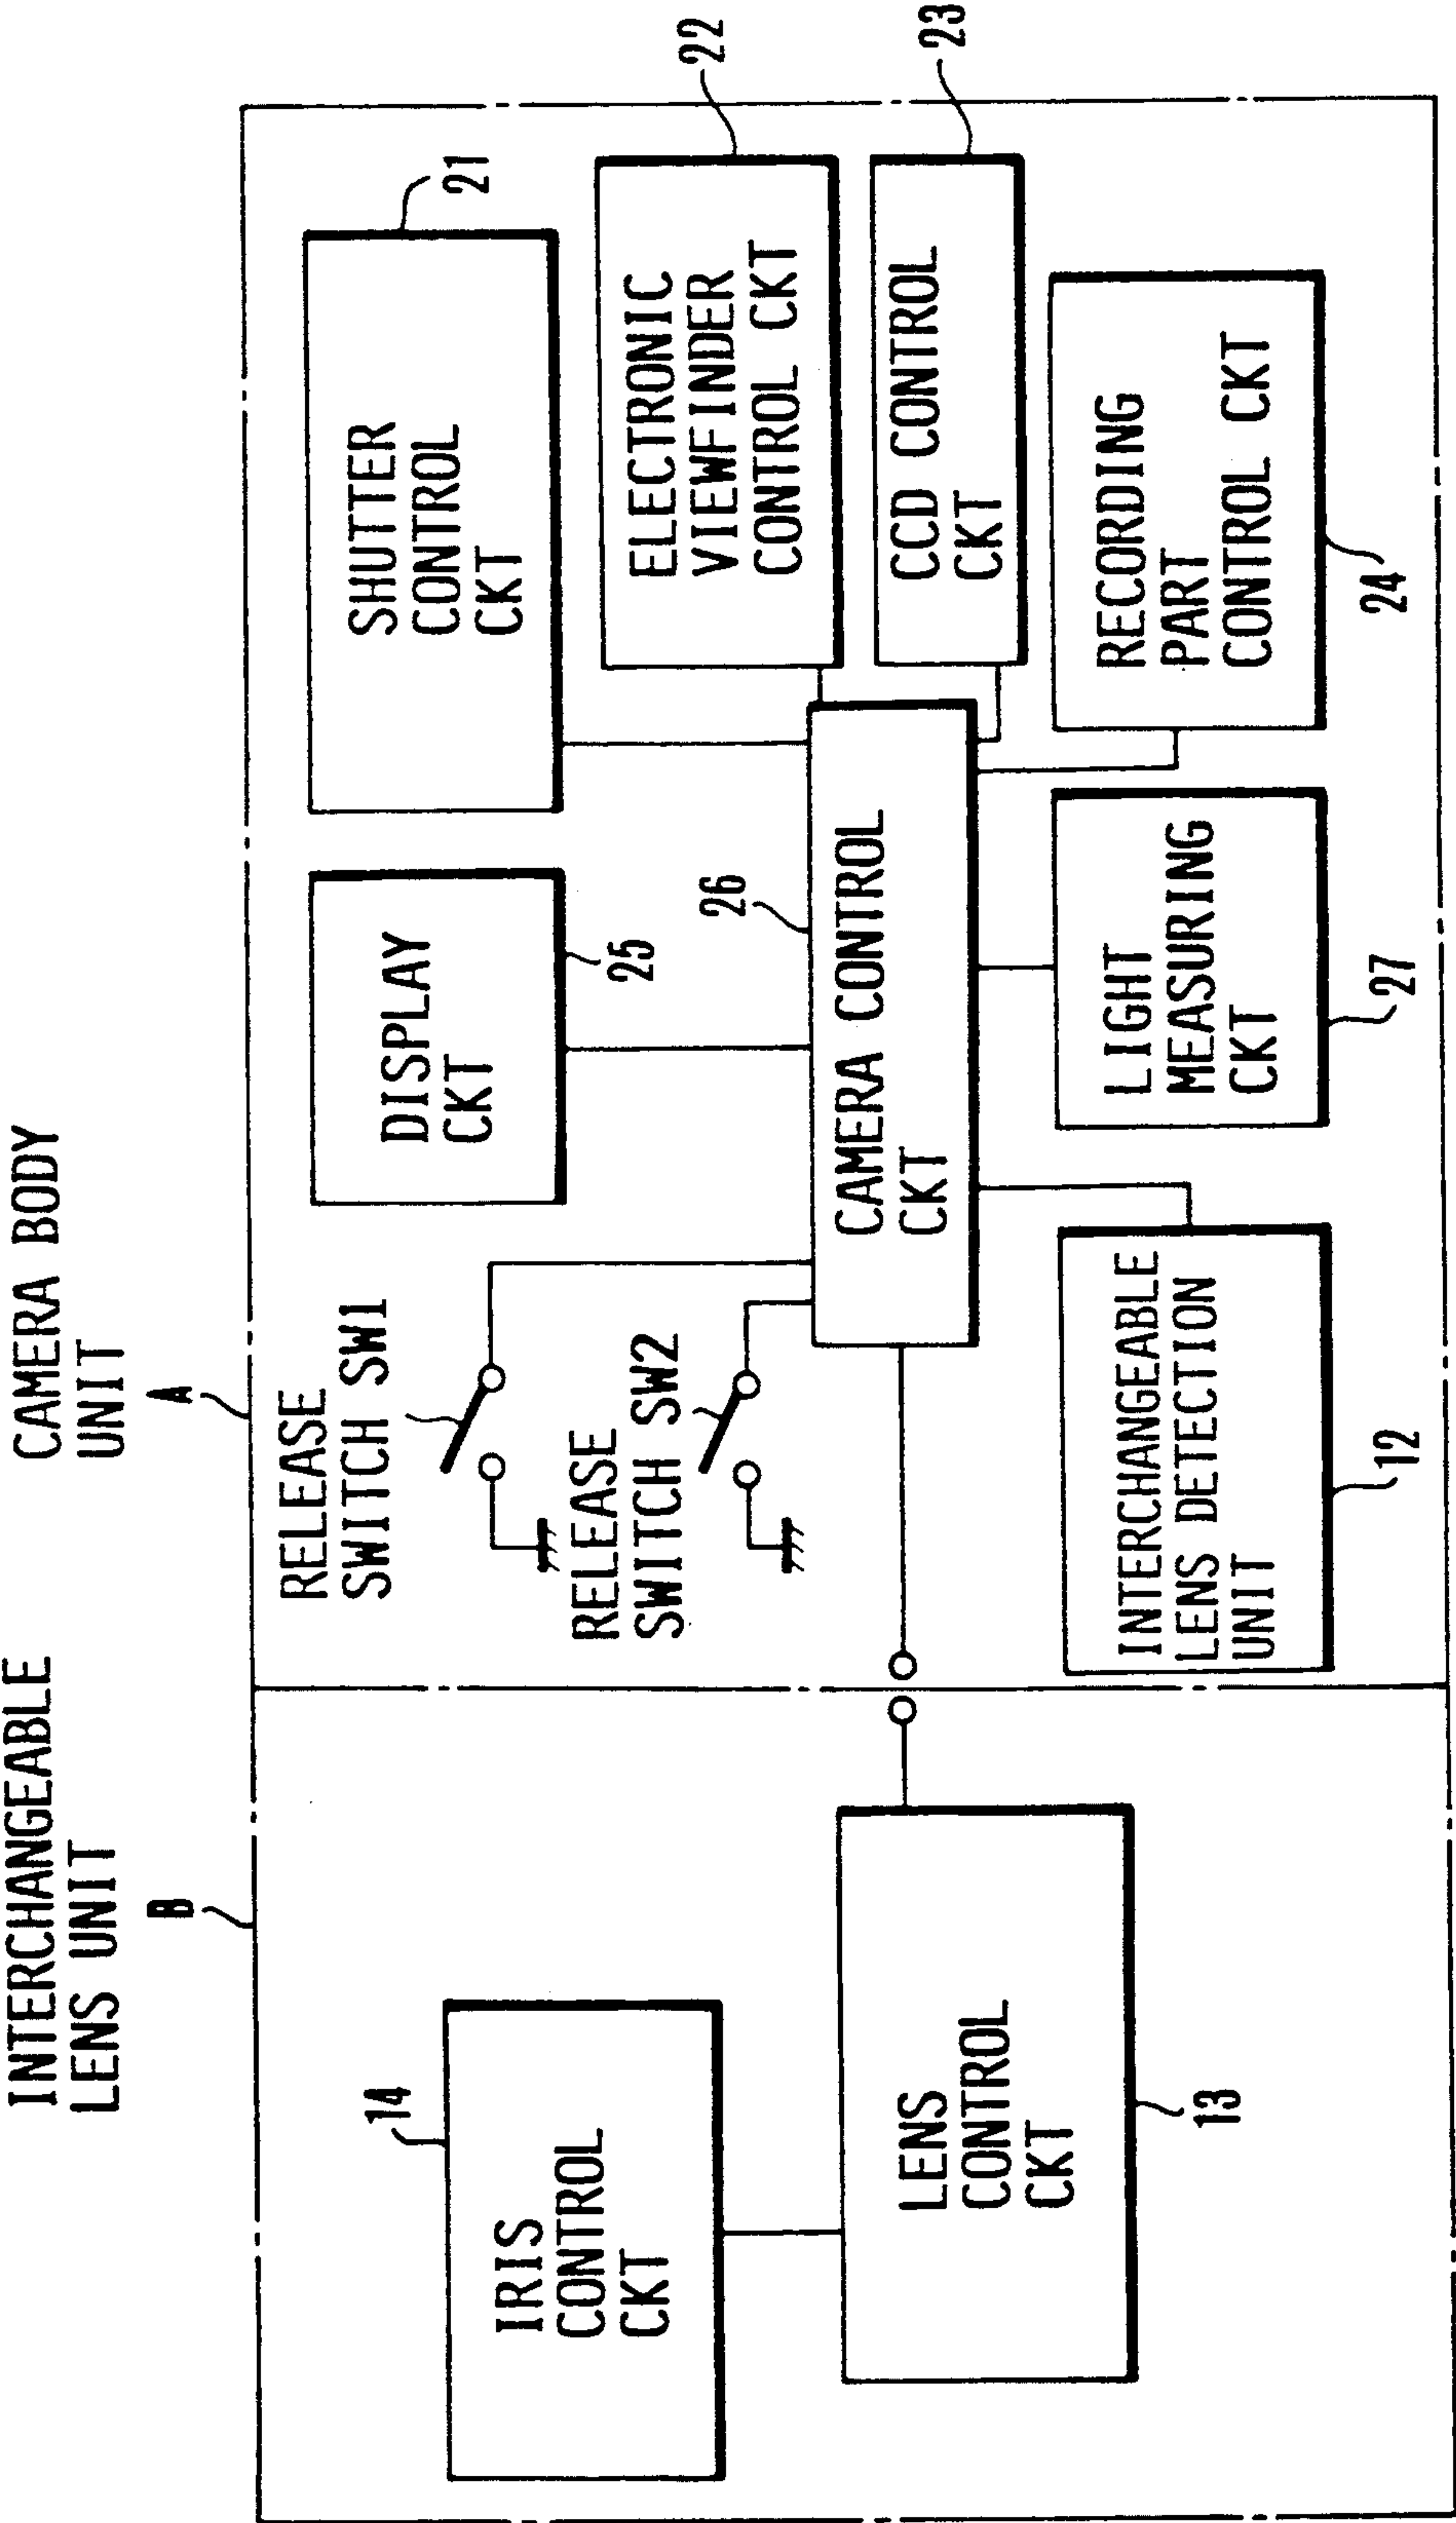 INTERCHANGEABLE
LENS UNIT
B
CAMERA BODY
UNIT
A
14
IRIS
CONTROL
CKT
LENS
CONTROL
CKT
13
RELEASE
SWITCH SW1
RELEASE
SWITCH SW2
DISPLAY
CKT
25
SHUTTER
CONTROL
CKT
21
ELECTRONIC
VIEWFINDER
CONTROL CKT
22
CCD CONTROL
CKT
23
26
CAMERA CONTROL
CKT
INTERCHANGEABLE
LENS DETECTION
UNIT
12
LIGHT
MEASURING
CKT
27
RECORDING
PART
CONTROL CKT
24